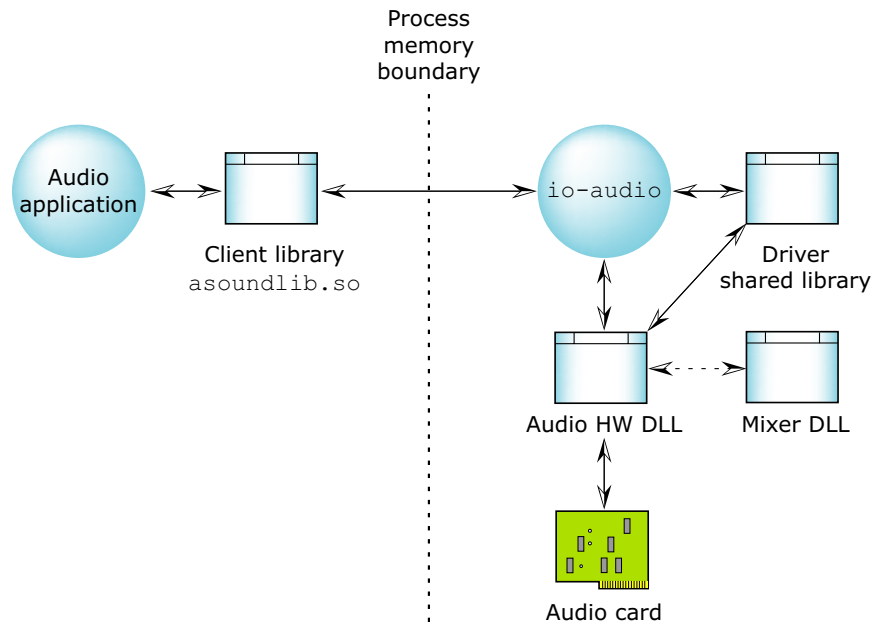 Process
memory
boundary
Audio
application
io-audio
Client library
asoundlib.so
Driver
shared library
Audio HW DLL
Mixer DLL
Audio card